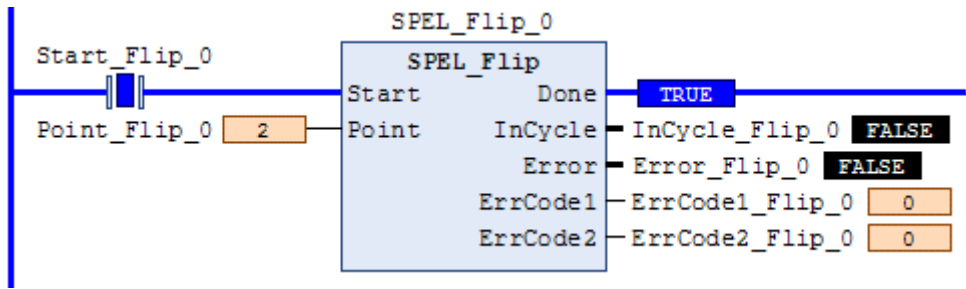 SPEL_Flip_0
Start_Flip_0
SPEL_Flip
Start Done TRUE
Point_Flip_0 2 Point InCycle InCycle_Flip_0 FALSE
Error Error_Flip_0 FALSE
ErrCode1 ErrCode1_Flip_0 0
ErrCode2 ErrCode2_Flip_0 0